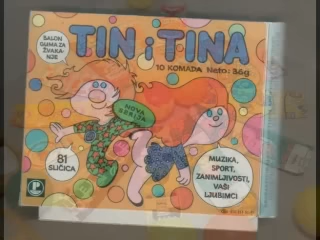 SALON
GUMA ZA
ŽVAKA-
NJE
TIN i TINA
10 KOMADA Neto: 36g
NOVA
SERIJA
81
SLIČICA
MUZIKA,
SPORT,
ZANIMLJIVOSTI,
VAŠI
LJUBIMCI